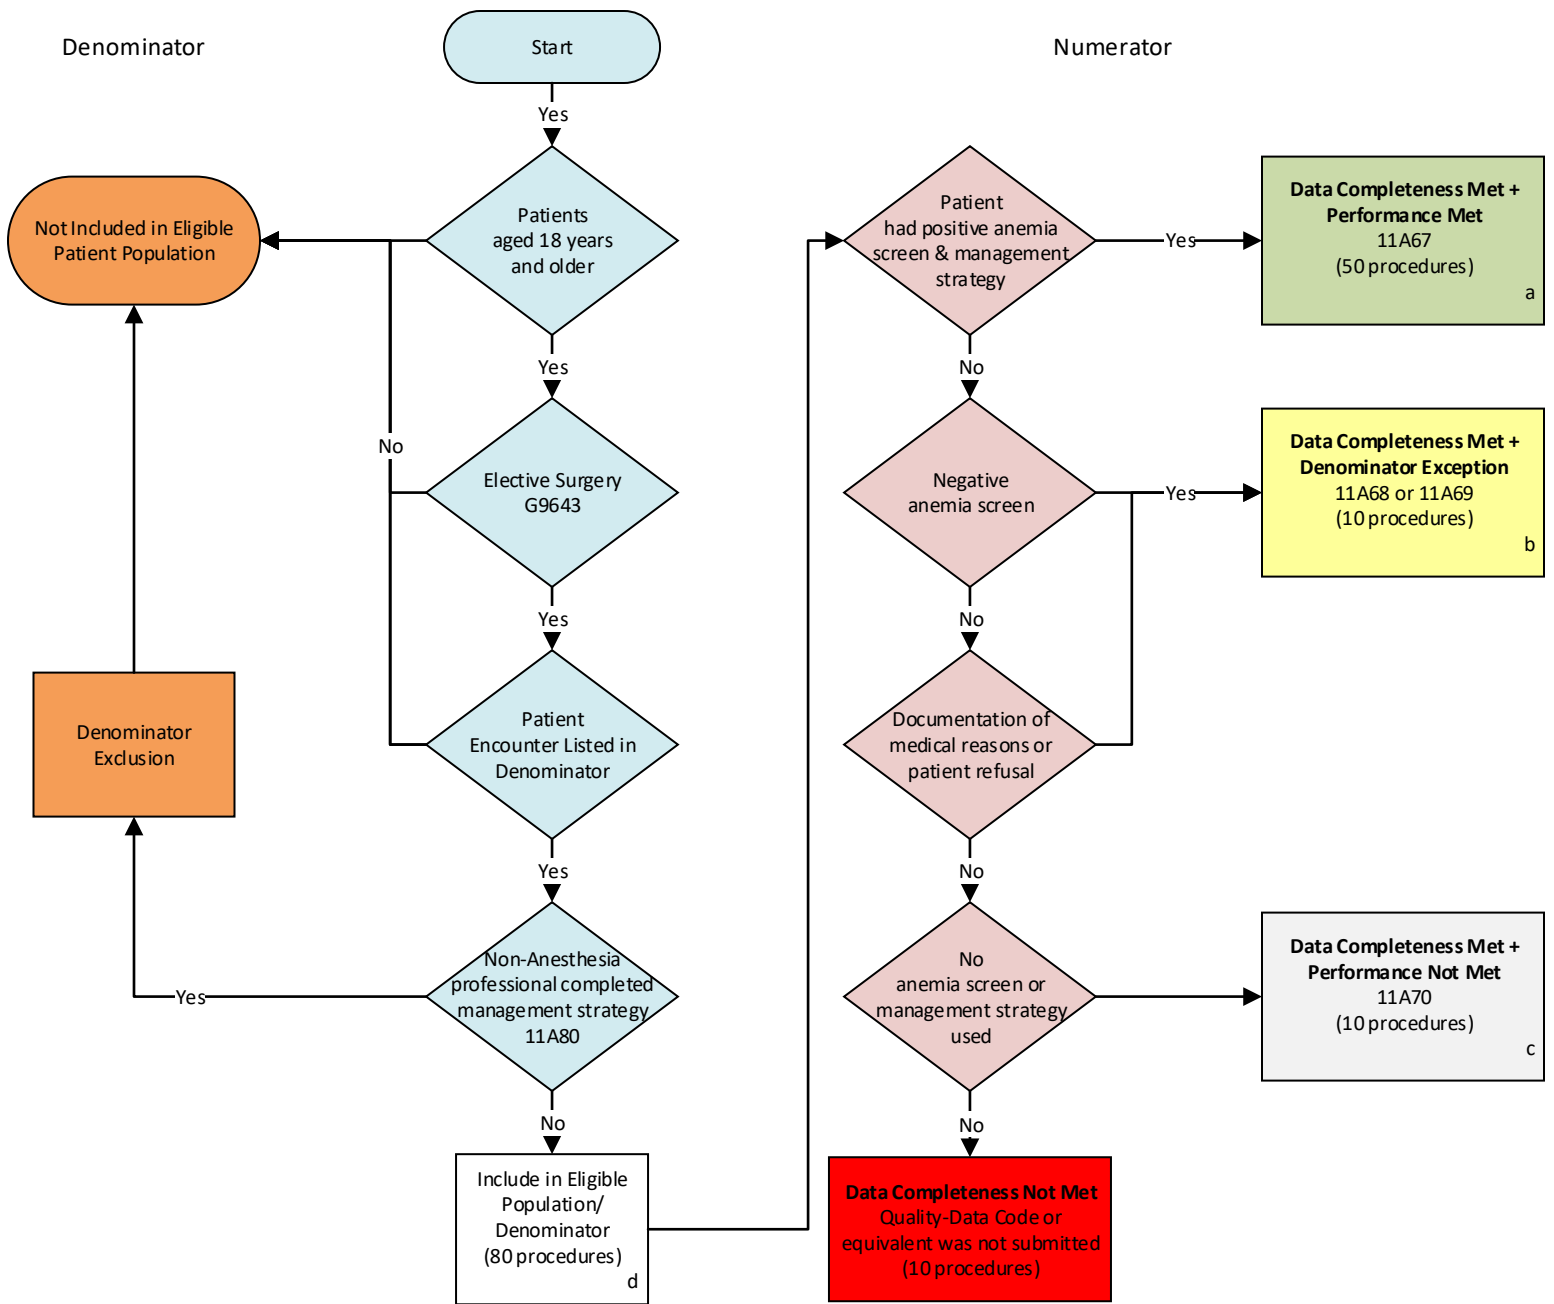 Denominator
Start
Numerator
Yes
Not Included in Eligible
Patient Population
Patients
aged 18 years
and older
Yes
No
Elective Surgery
G9643
Yes
Patient
Encounter Listed in
Denominator
Denominator
Exclusion
Yes
Non-Anesthesia
professional completed
management strategy
11A80
Yes
No
Include in Eligible
Population/
Denominator
(80 procedures)
d
Patient
had positive anemia
screen & management
strategy
Yes
Data Completeness Met +
Performance Met
11A67
(50 procedures)
a
No
Negative
anemia screen
Yes
Data Completeness Met +
Denominator Exception
11A68 or 11A69
(10 procedures)
b
No
Documentation of
medical reasons or
patient refusal
No
No
anemia screen or
management strategy
used
Data Completeness Met +
Performance Not Met
11A70
(10 procedures)
c
No
Data Completeness Not Met
Quality-Data Code or
equivalent was not submitted
(10 procedures)